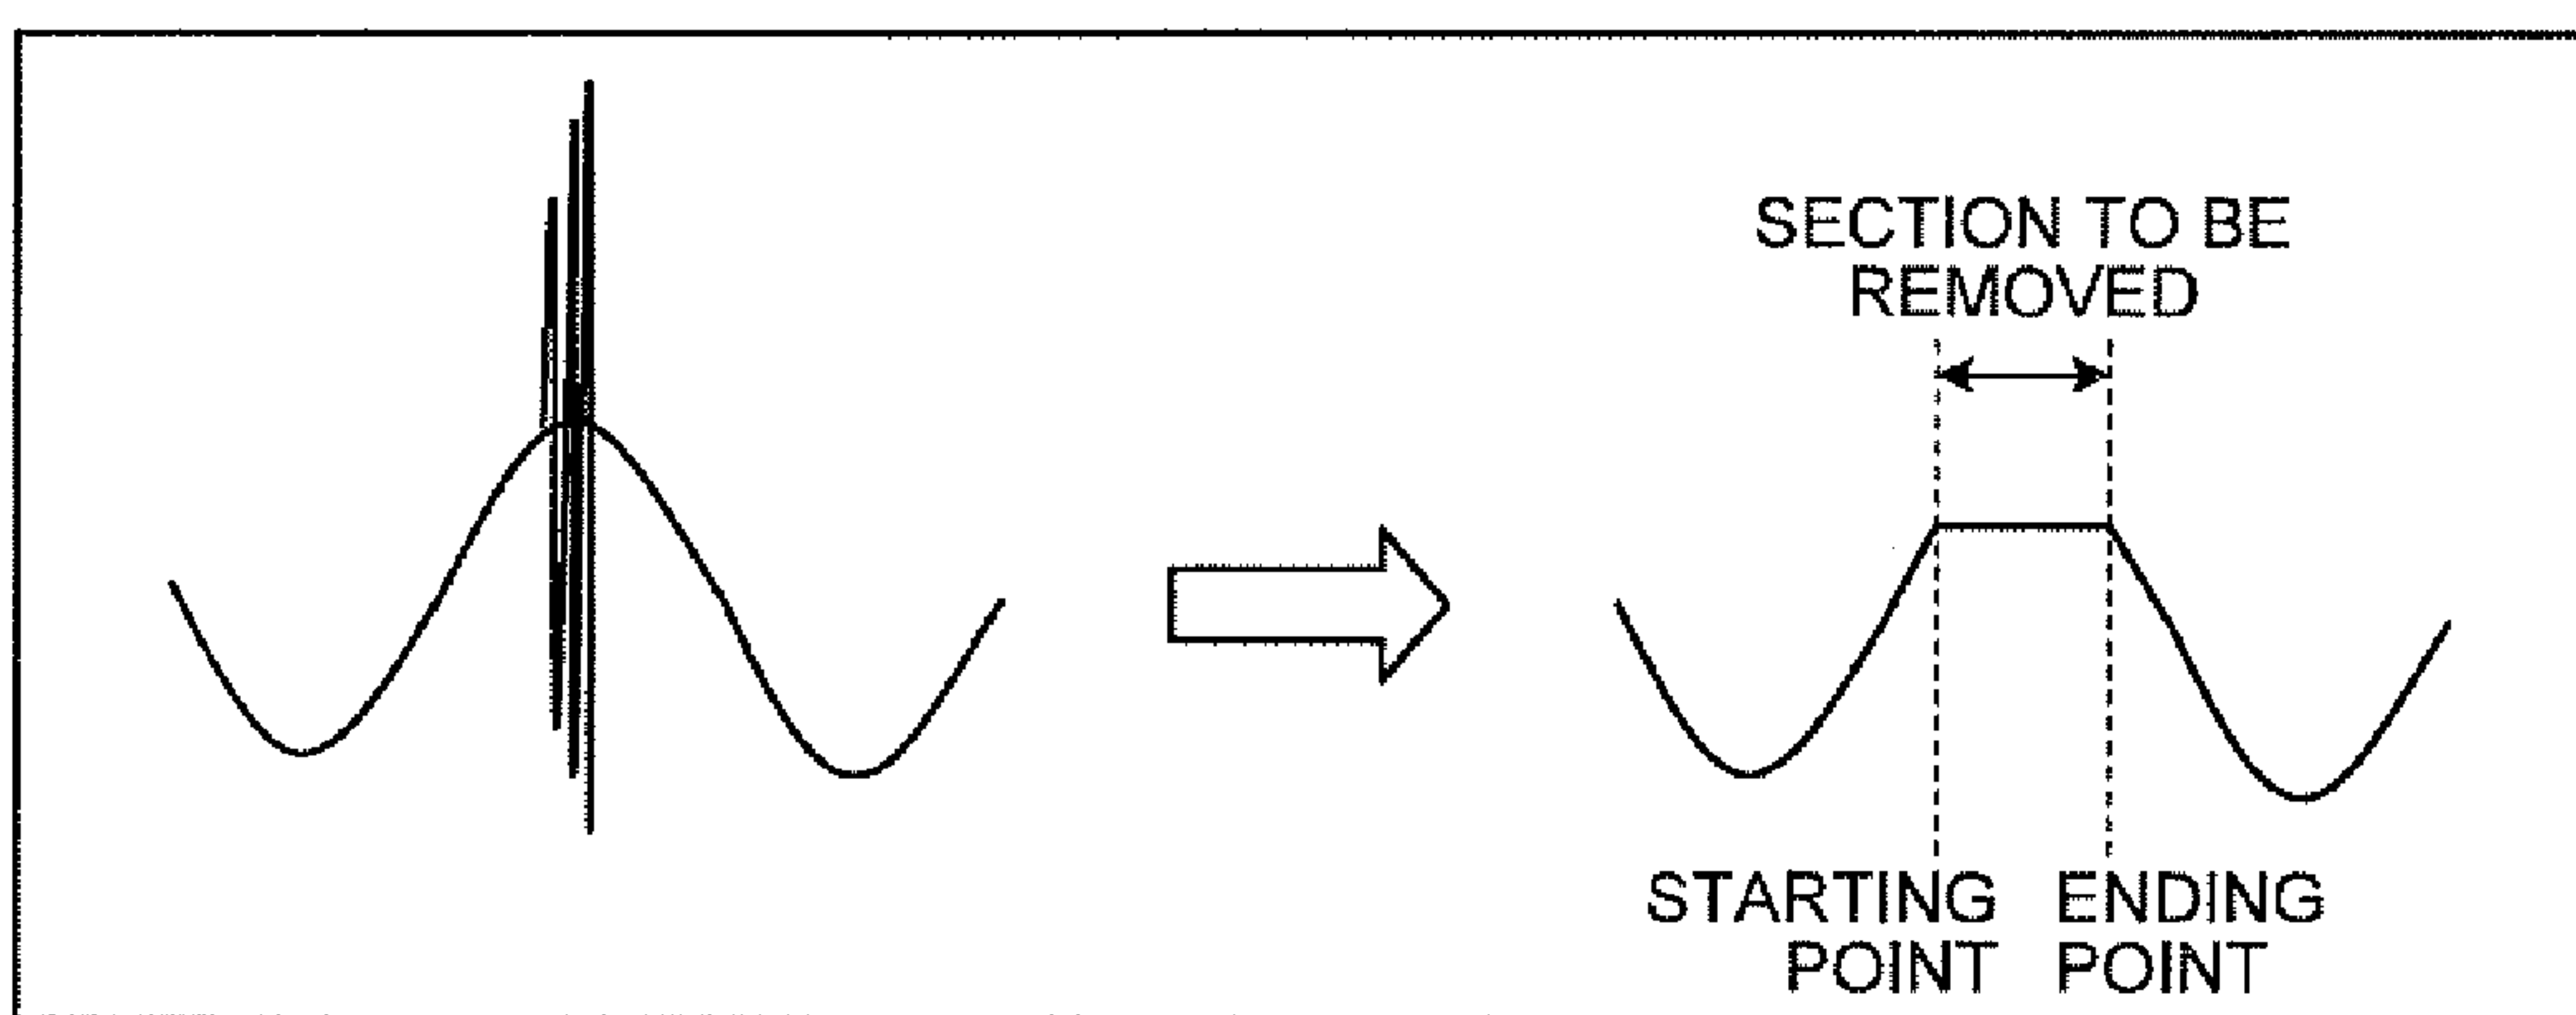 SECTION TO BE
REMOVED
STARTING
POINT
ENDING
POINT